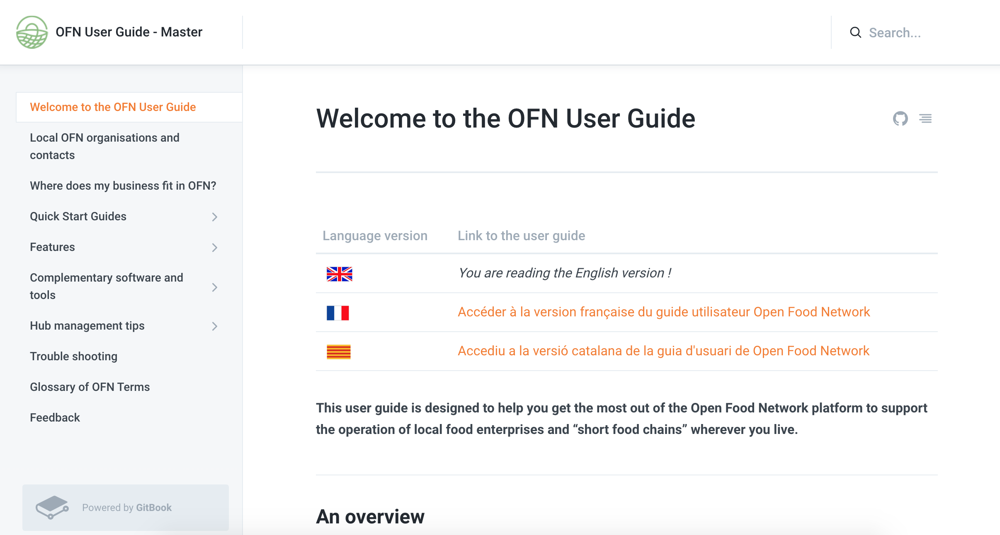 OFN User Guide - Master
Search...
Welcome to the OFN User Guide
Local OFN organisations and
contacts
Where does my business fit in OFN?
Quick Start Guides
Features
Complementary software and
tools
Hub management tips
Trouble shooting
Glossary of OFN Terms
Feedback
Powered by GitBook
Welcome to the OFN User Guide
Language version Link to the user guide
You are reading the English version !
Accéder à la version française du guide utilisateur Open Food Network
Accediu a la versió catalana de la guia d'usuari de Open Food Network
This user guide is designed to help you get the most out of the Open Food Network platform to support
the operation of local food enterprises and “short food chains” wherever you live.
An overview